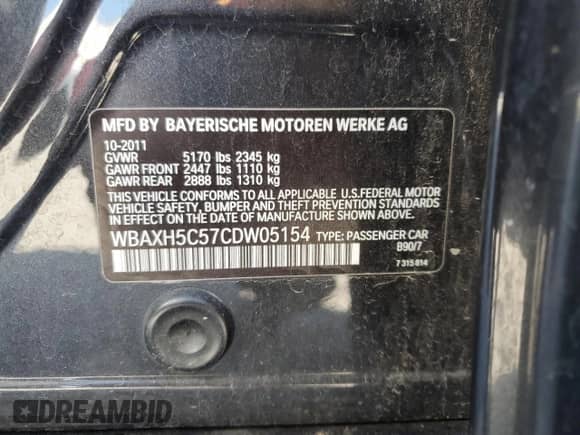 MFD BY BAYERISCHE MOTOREN WERKE AG
10-2011
GVWR 5170 lbs 2345 kg
GAWR FRONT 2447 lbs 1110 kg
GAWR REAR 2888 lbs 1310 kg
THIS VEHICLE CONFORMS TO ALL APPLICABLE U.S.FEDERAL MOTOR
VEHICLE SAFETY, BUMPER AND THEFT PREVENTION STANDARDS IN
EFFECT ON THE DATE OF MANUFACTURE SHOWN ABOVE.
WBAXH5C57CDW05154 TYPE: PASSENGER CAR
B90/7
7315814
DREAMBID